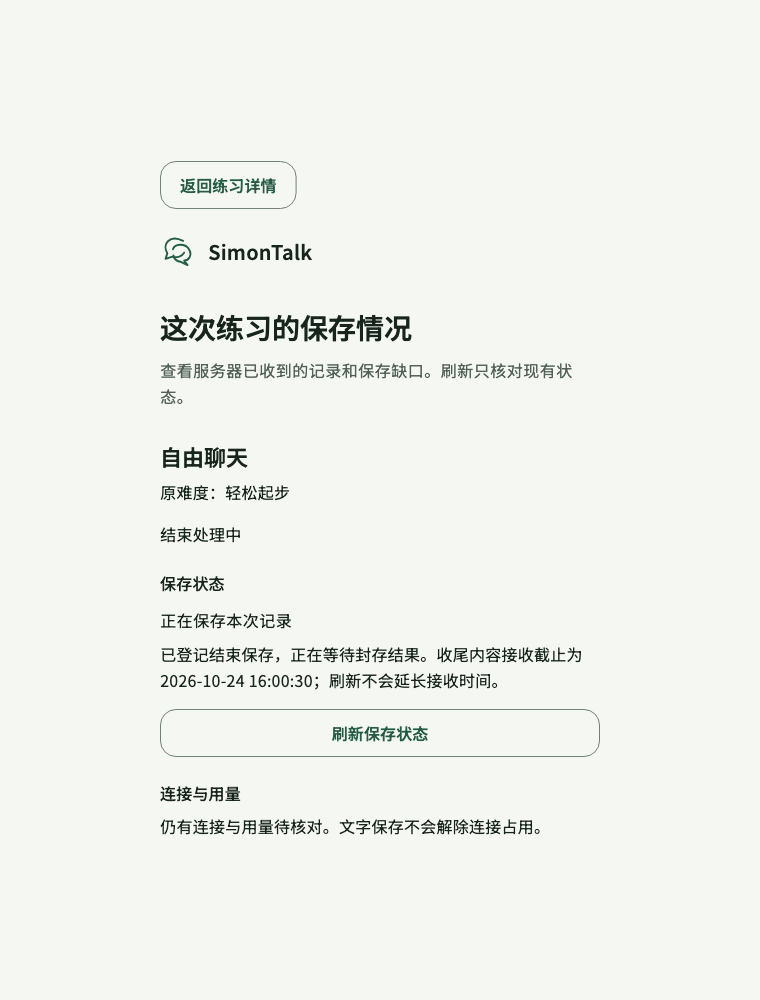 返回练习详情
SimonTalk
这次练习的保存情况
查看服务器已收到的记录和保存缺口。刷新只核对现有状
态。
自由聊天
原难度：轻松起步
结束处理中
保存状态
正在保存本次记录
已登记结束保存，正在等待封存结果。收尾内容接收截止为
2026-10-24 16:00:30；刷新不会延长接收时间。
刷新保存状态
连接与用量
仍有连接与用量待核对。文字保存不会解除连接占用。